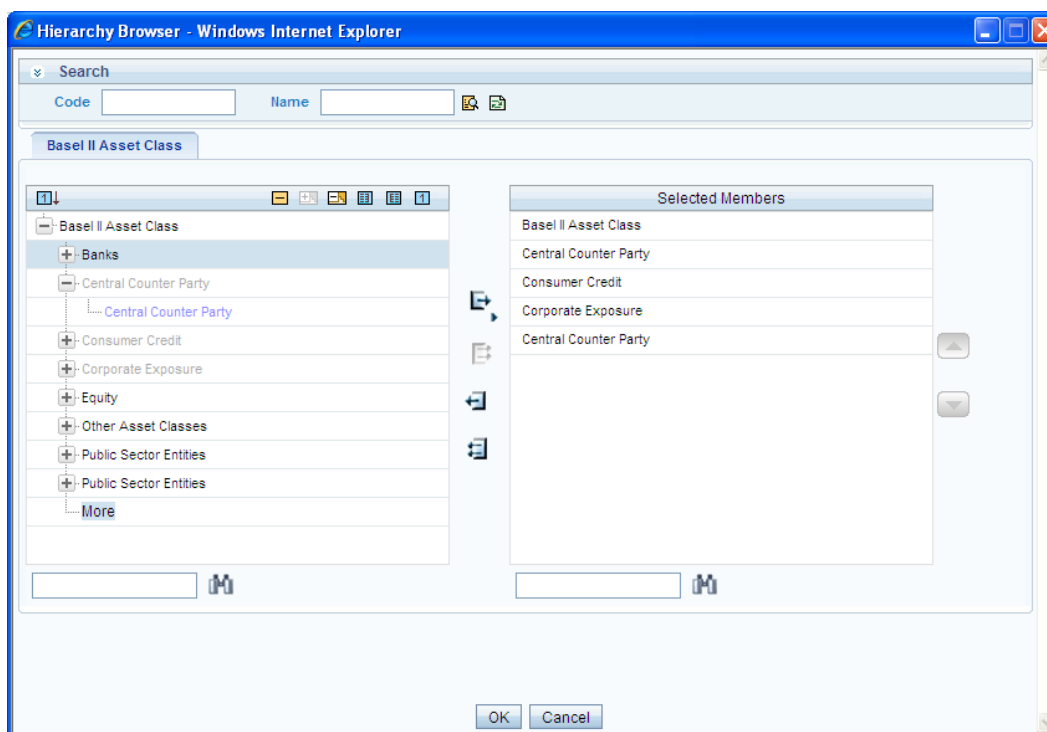 Hierarchy Browser - Windows Internet Explorer
Search
Code Name
Basel II Asset Class
Selected Members
Basel II Asset Class
Banks
Central Counter Party
Central Counter Party
Consumer Credit
Corporate Exposure
Equity
Other Asset Classes
Public Sector Entities
Public Sector Entities
More
Basel II Asset Class
Central Counter Party
Consumer Credit
Corporate Exposure
Central Counter Party
OK Cancel